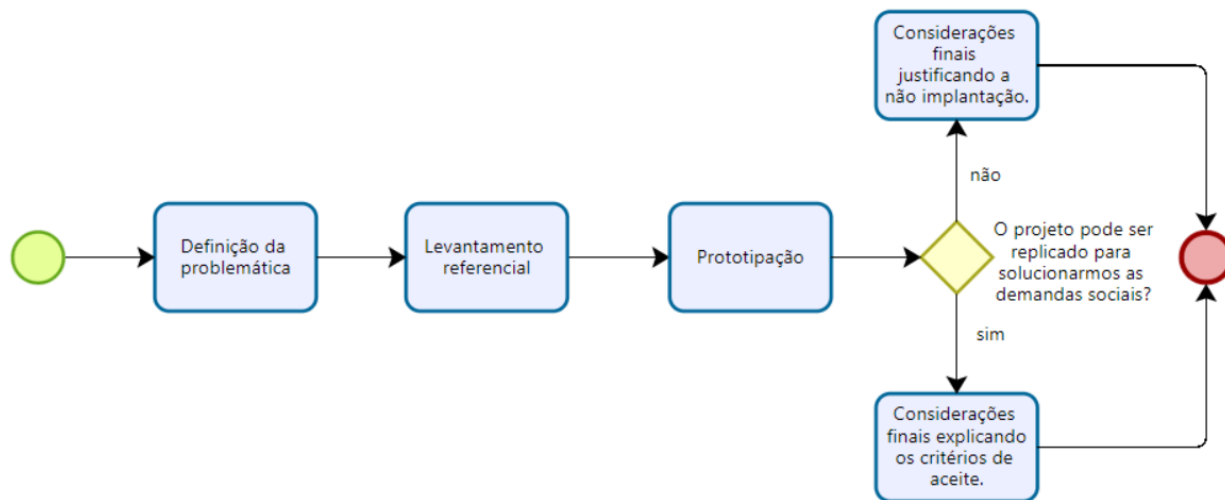 Definição da
problemática
Levantamento
referencial
Prototipação
O projeto pode ser
replicado para
solucionarmos as
demandas sociais?
não
Considerações
finais
justificando a
não implantação.
sim
Considerações
finais explicando
os critérios de
aceite.